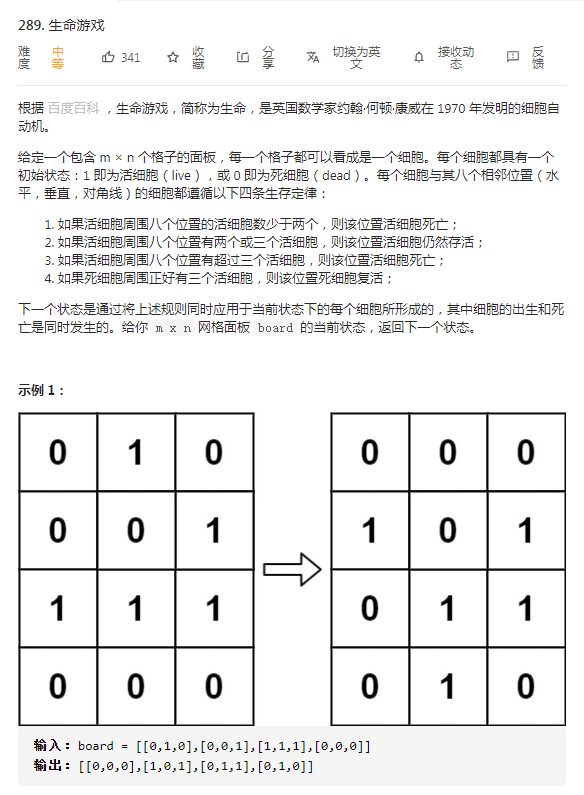 289. 生命游戏
难度 中等 341 收藏 分享 切换为英文 接收动态 反馈
根据 百度百科 ，生命游戏，简称为生命，是英国数学家约翰·何顿·康威在 1970 年发明的细胞自
动机。
给定一个包含 m × n 个格子的面板，每一个格子都可以看成是一个细胞。每个细胞都具有一个
初始状态：1 即为活细胞（live），或 0 即为死细胞（dead）。每个细胞与其八个相邻位置（水
平，垂直，对角线）的细胞都遵循以下四条生存定律：
1. 如果活细胞周围八个位置的活细胞数少于两个，则该位置活细胞死亡；
2. 如果活细胞周围八个位置有两个或三个活细胞，则该位置活细胞仍然存活；
3. 如果活细胞周围八个位置有超过三个活细胞，则该位置活细胞死亡；
4. 如果死细胞周围正好有三个活细胞，则该位置死细胞复活；
下一个状态是通过将上述规则同时应用于当前状态下的每个细胞所形成的，其中细胞的出生和死
亡是同时发生的。给你 m x n 网格面板 board 的当前状态，返回下一个状态。
示例 1：
0 1 0 0 0 0
0 0 1 1 0 1
1 1 1 0 1 1
0 0 0 0 1 0
输入：board = [[0,1,0],[0,0,1],[1,1,1],[0,0,0]]
输出：[[0,0,0],[1,0,1],[0,1,1],[0,1,0]]